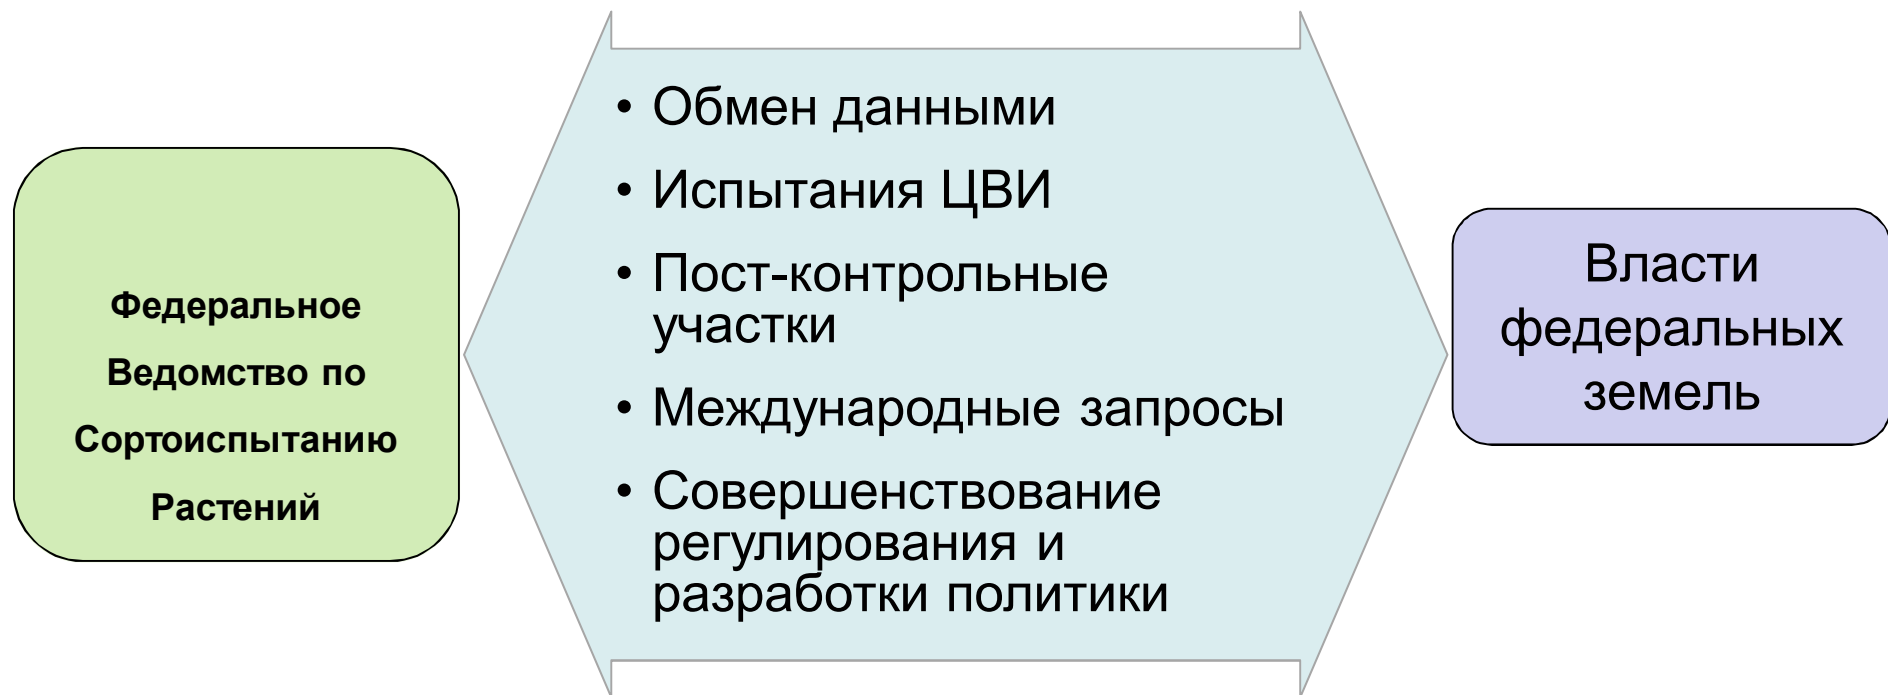 Федеральное
Ведомство по
Сортоиспытанию
Растений
• Обмен данными
• Испытания ЦВИ
• Пост-контрольные
участки
• Международные запросы
• Совершенствование
регулирования и
разработки политики
Власти
федеральных
земель